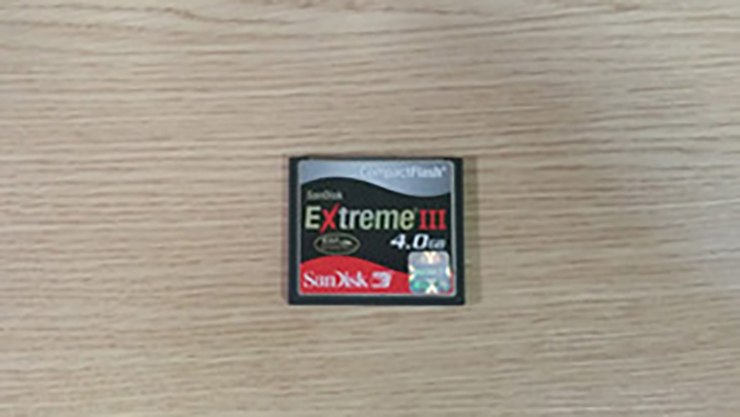 CompactFlash®
SanDisk
Extreme® III
4.0GB
SanDisk